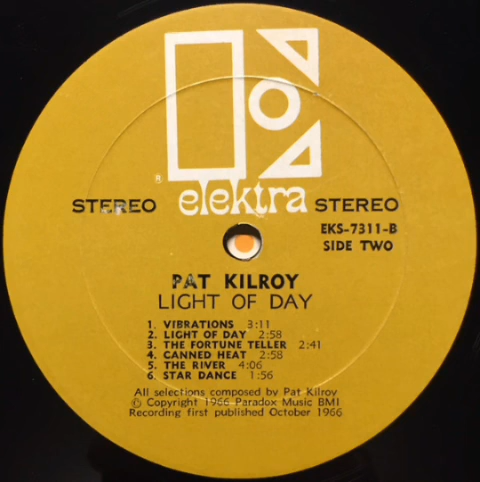 ®
elektra
STEREO STEREO
EKS-7311-B
SIDE TWO
PAT KILROY
LIGHT OF DAY
1. VIBRATIONS 3:11
2. LIGHT OF DAY 2:58
3. THE FORTUNE TELLER 2:41
4. CANNED HEAT 2:58
5. THE RIVER 4:06
6. STAR DANCE 1:56
All selections composed by Pat Kilroy
© Copyright 1966 Paradox Music BMI
Recording first published October 1966